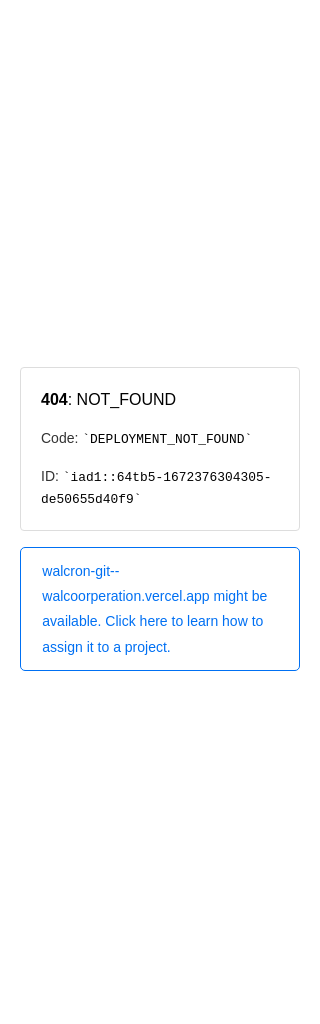 404: NOT_FOUND
Code: `DEPLOYMENT_NOT_FOUND`
ID: `iad1::64tb5-1672376304305-
de50655d40f9`
walcron-git--
walcoorperation.vercel.app might be
available. Click here to learn how to
assign it to a project.